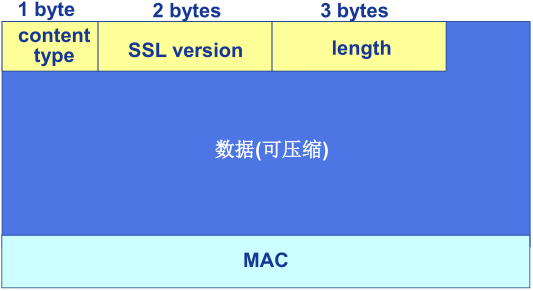 1 byte
2 bytes
3 bytes
content
type
SSL version
length
数据(可压缩)
MAC